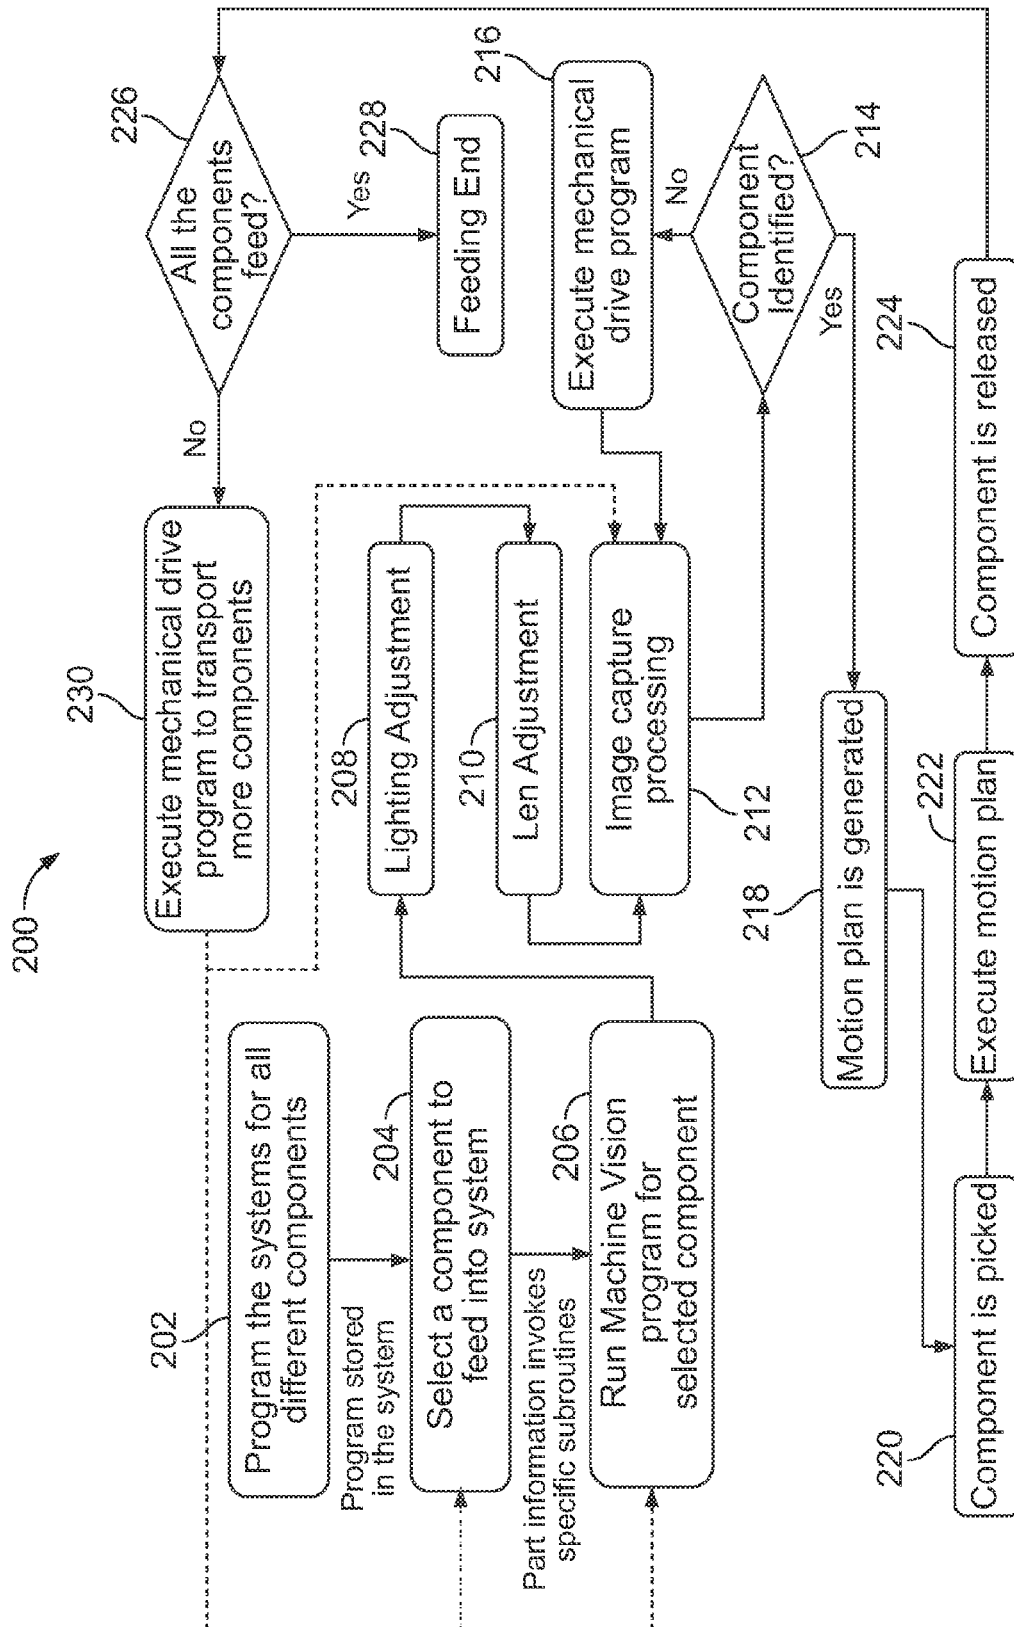 200
202
Program the systems for all
different components
Program stored
in the system
204
Select a component to
feed into system
Part information invokes
specific subroutines
206
Run Machine Vision
program for
selected component
208
Lighting Adjustment
210
Len Adjustment
Image capture
processing
212
Component
Identified?
214
No
Yes
216
Execute mechanical
drive program
218
Motion plan is generated
220
Component is picked
222
Execute motion plan
224
Component is released
226
All the
components
feed?
Yes
No
228
Feeding End
230
Execute mechanical drive
program to transport
more components